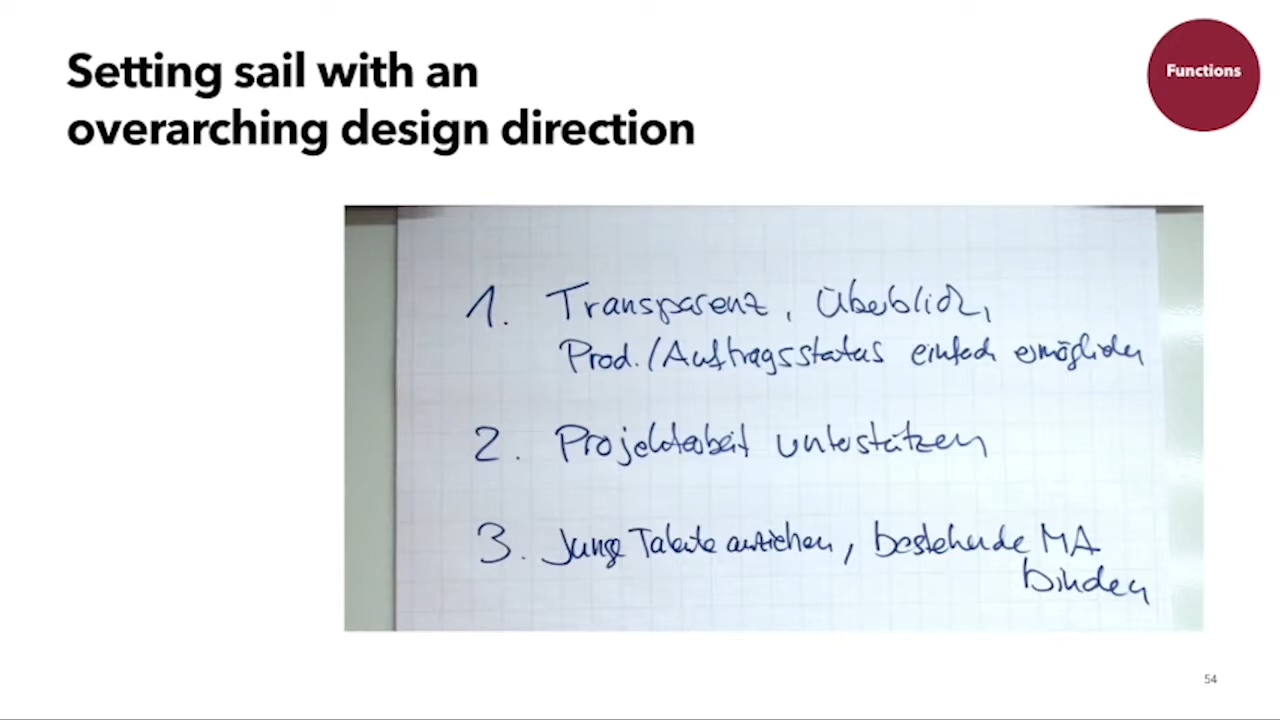 Setting sail with an
overarching design direction
Functions
1. Transparenz, Überblick,
Prod./Auftragsstatus einfach ermöglichen
2. Projektarbeit unterstützen
3. Junge Talente anziehen, bestehende MA
binden
54